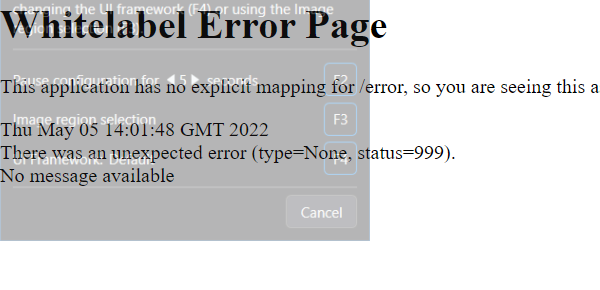 changing the UI framework (F4) or using the Image
Whitelabel Error Page
region selection (F3).
Pause configuration for 5 seconds F2
This application has no explicit mapping for /error, so you are seeing this a
Image region selection F3
Thu May 05 14:01:48 GMT 2022
There was an unexpected error (type=None, status=999).
UI Framework: Default F4
No message available
Cancel